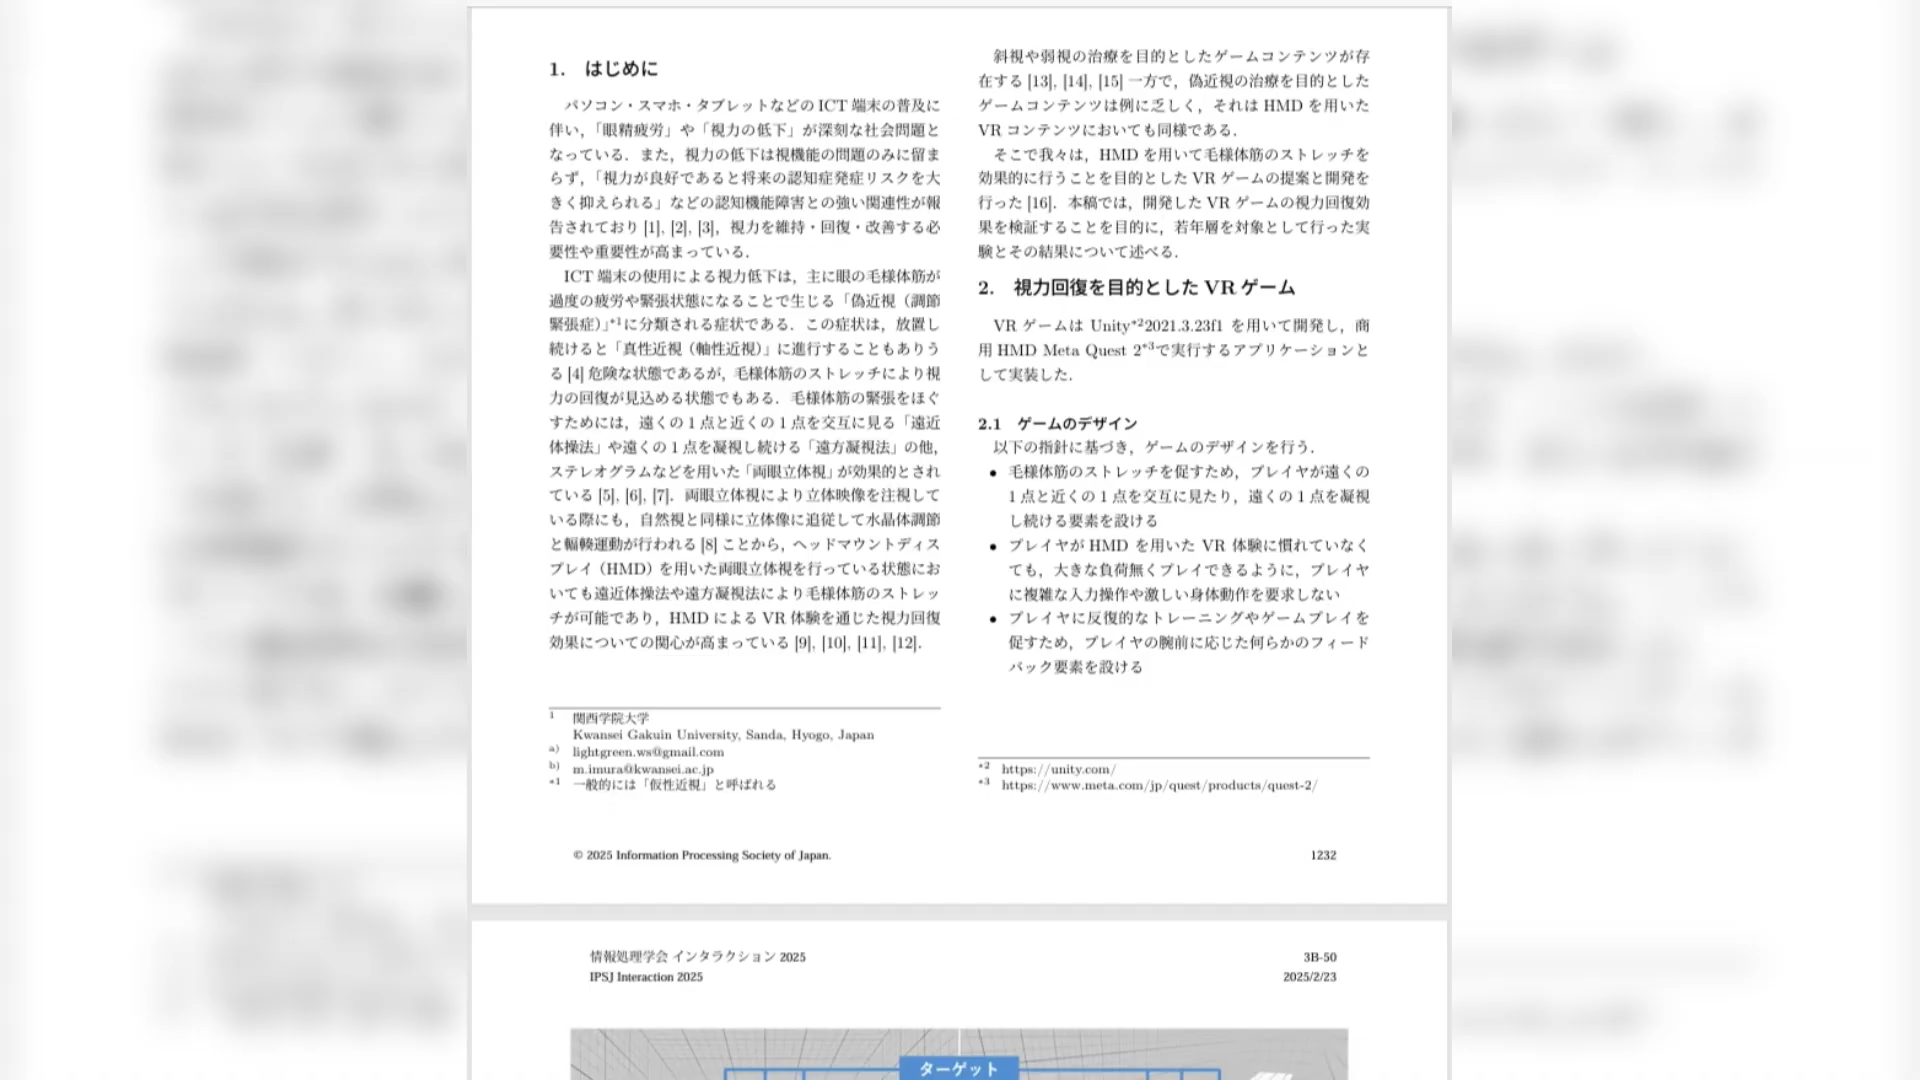 1. はじめに
パソコン・スマホ・タブレットなどの ICT 端末の普及に
伴い，「眼精疲労」や「視力の低下」が深刻な社会問題と
なっている．また，視力の低下は視機能の問題のみに留ま
らず，「視力が良好であると将来の認知症発症リスクを大
きく抑えられる」などの認知機能障害との強い関連性が報
告されており [1], [2], [3]，視力を維持・回復・改善する必
要性や重要性が高まっている．
ICT 端末の使用による視力低下は，主に眼の毛様体筋が
過度の疲労や緊張状態になることで生じる「偽近視（調節
緊張症）」*1に分類される症状である．この症状は，放置し
続けると「真性近視（軸性近視）」に進行することもありう
る [4] 危険な状態であるが，毛様体筋のストレッチにより視
力の回復が見込める状態でもある．毛様体筋の緊張をほぐ
すためには，遠くの 1 点と近くの 1 点を交互に見る「遠近
体操法」や遠くの 1 点を凝視し続ける「遠方凝視法」の他，
ステレオグラムなどを用いた「両眼立体視」が効果的とされ
ている [5], [6], [7]．両眼立体視により立体映像を注視して
いる際にも，自然視と同様に立体像に追従して水晶体調節
と輻輳運動が行われる [8] ことから，ヘッドマウントディス
プレイ（HMD）を用いた両眼立体視を行っている状態にお
いても遠近体操法や遠方凝視法により毛様体筋のストレッ
チが可能であり，HMD による VR 体験を通じた視力回復
効果についての関心が高まっている [9], [10], [11], [12]．
1 関西学院大学
Kwansei Gakuin University, Sanda, Hyogo, Japan
a) lightgreen.ws@gmail.com
b) m.imura@kwansei.ac.jp
*1 一般的には「仮性近視」と呼ばれる
斜視や弱視の治療を目的としたゲームコンテンツが存
在する [13], [14], [15] 一方で，偽近視の治療を目的とした
ゲームコンテンツは例に乏しく，それは HMD を用いた
VR コンテンツにおいても同様である．
そこで我々は，HMD を用いて毛様体筋のストレッチを
効果的に行うことを目的とした VR ゲームの提案と開発を
行った [16]．本稿では，開発した VR ゲームの視力回復効
果を検証することを目的に，若年層を対象として行った実
験とその結果について述べる．
2. 視力回復を目的とした VR ゲーム
VR ゲームは Unity*22021.3.23f1 を用いて開発し，商
用 HMD Meta Quest 2*3で実行するアプリケーションと
して実装した．
2.1 ゲームのデザイン
以下の指針に基づき，ゲームのデザインを行う．
• 毛様体筋のストレッチを促すため，プレイヤが遠くの
1 点と近くの 1 点を交互に見たり，遠くの 1 点を凝視
し続ける要素を設ける
• プレイヤが HMD を用いた VR 体験に慣れていなく
ても，大きな負荷無くプレイできるように，プレイヤ
に複雑な入力操作や激しい身体動作を要求しない
• プレイヤに反復的なトレーニングやゲームプレイを
促すため，プレイヤの腕前に応じた何らかのフィード
バック要素を設ける
*2 https://unity.com/
*3 https://www.meta.com/jp/quest/products/quest-2/
© 2025 Information Processing Society of Japan.
1232
情報処理学会 インタラクション 2025
IPSJ Interaction 2025
3B-50
2025/2/23
ターゲット